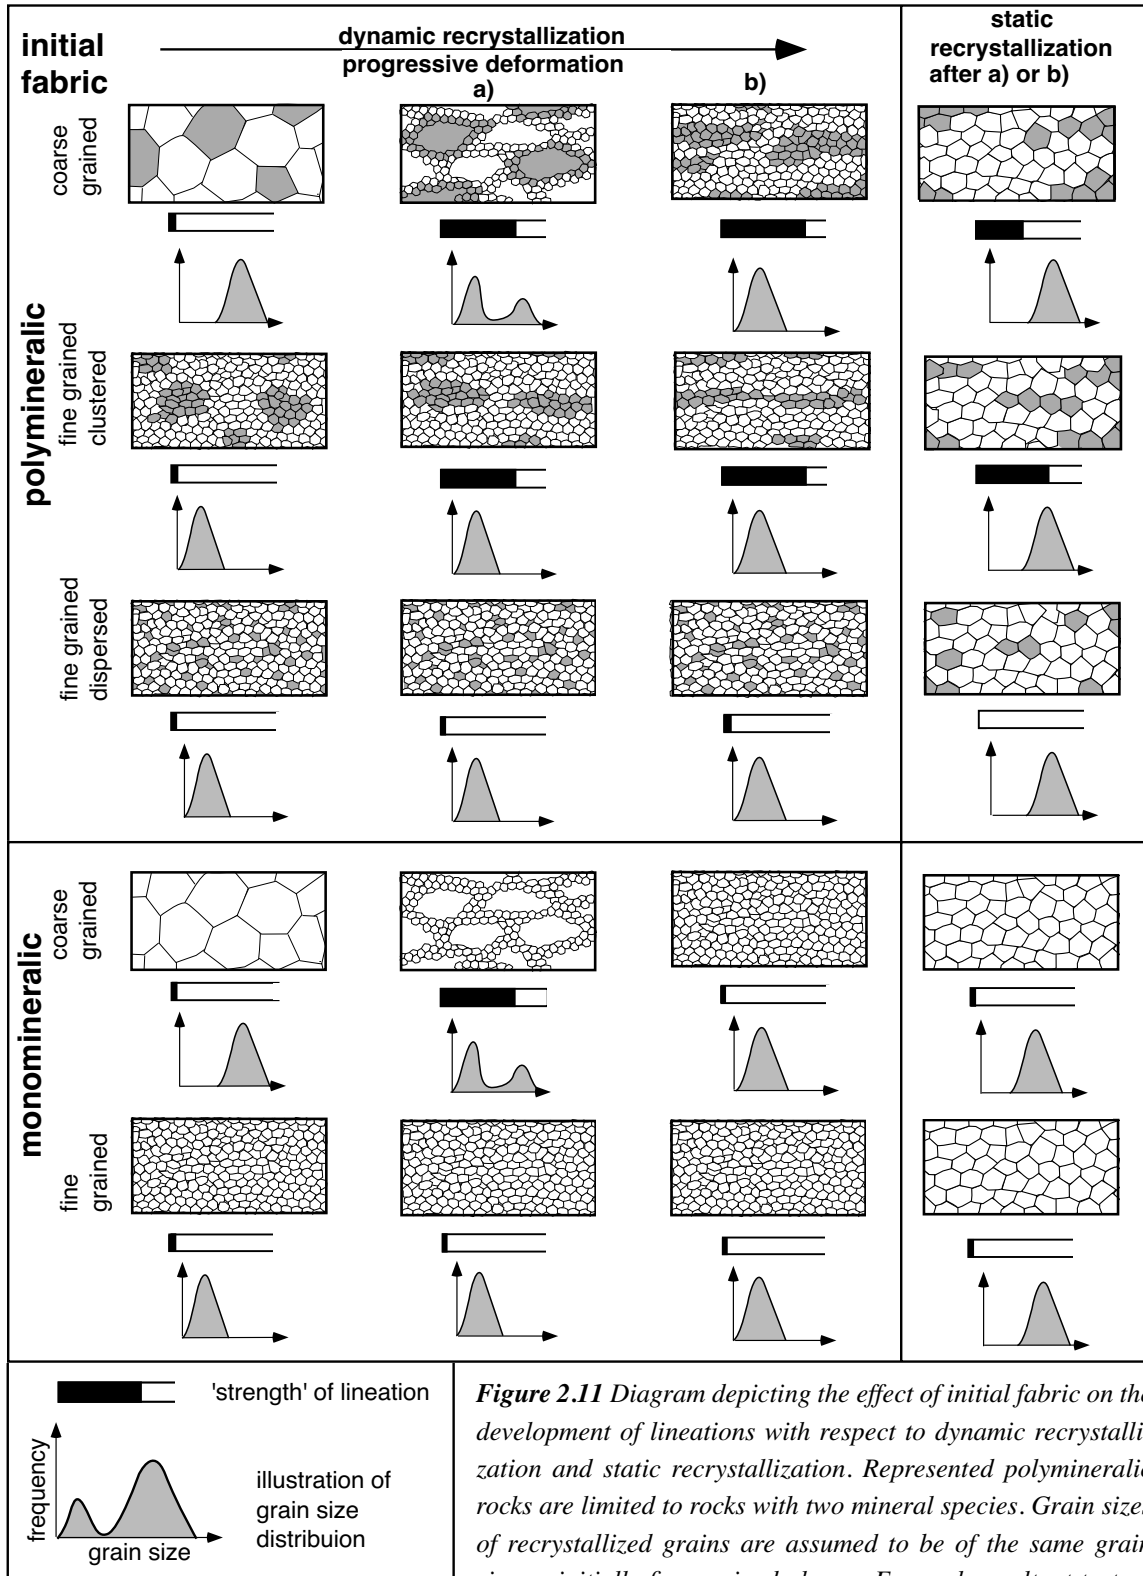 initial
fabric
dynamic recrystallization
progressive deformation
a)
b)
static
recrystallization
after a) or b)
polymineralic
coarse
grained
fine grained
clustered
fine grained
dispersed
monomineralic
coarse
grained
fine
grained
'strength' of lineation
frequency
grain size
illustration of
grain size
distribuion
Figure 2.11 Diagram depicting the effect of initial fabric on the
development of lineations with respect to dynamic recrystalli
zation and static recrystallization. Represented polymineralic
rocks are limited to rocks with two mineral species. Grain size
of recrystallized grains are assumed to be of the same grain